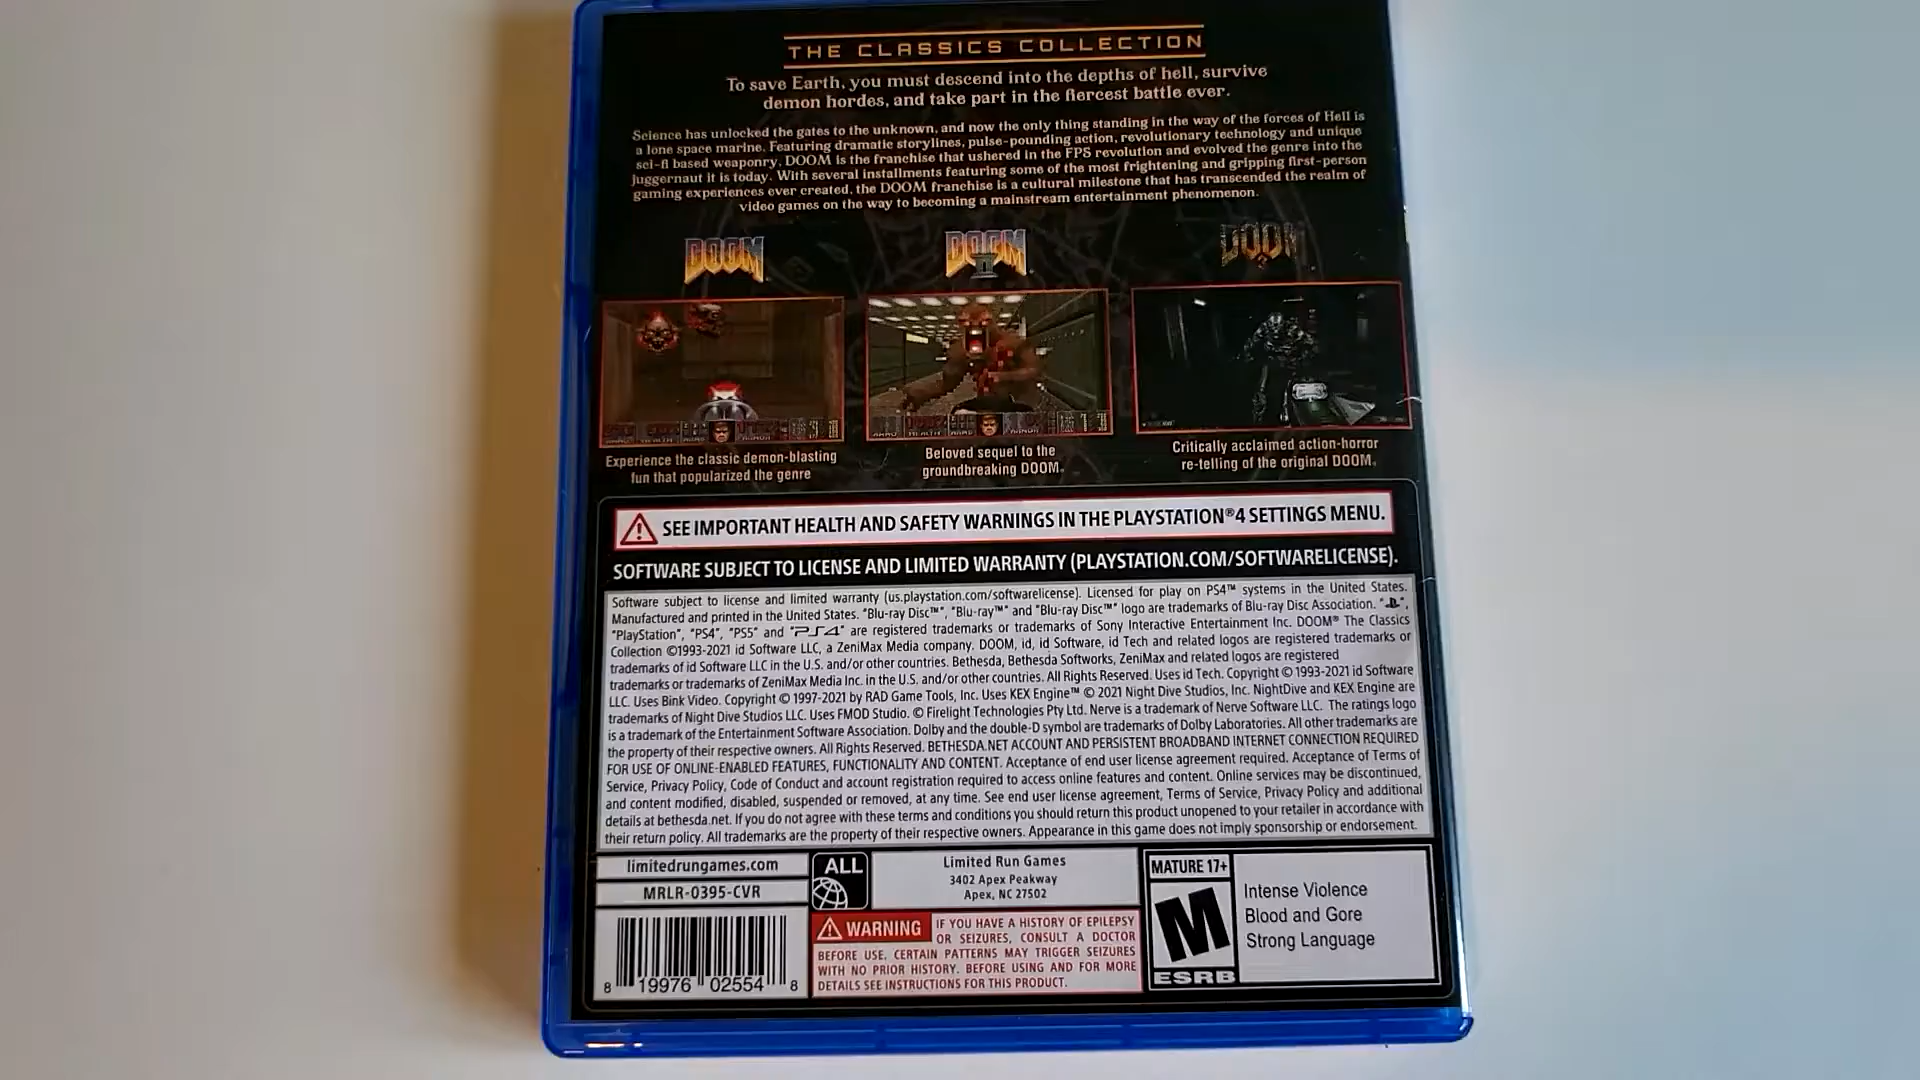 THE CLASSICS COLLECTION
To save Earth, you must descend into the depths of hell, survive
demon hordes, and take part in the fiercest battle ever.
Science has unlocked the gates to the unknown, and now the only thing standing in the way of the forces of Hell is
a lone space marine. Featuring dramatic storylines, pulse-pounding action, revolutionary technology and unique
sci-fi based weaponry, DOOM is the franchise that ushered in the FPS revolution and evolved the genre into the
juggernaut it is today. With several installments featuring some of the most frightening and gripping first-person
gaming experiences ever created, the DOOM franchise is a cultural milestone that has transcended the realm of
video games on the way to becoming a mainstream entertainment phenomenon.
DOOM
DOOM II
DOOM 3
Experience the classic demon-blasting
fun that popularized the genre
Beloved sequel to the
groundbreaking DOOM.
Critically acclaimed action-horror
re-telling of the original DOOM.
SEE IMPORTANT HEALTH AND SAFETY WARNINGS IN THE PLAYSTATION®4 SETTINGS MENU.
SOFTWARE SUBJECT TO LICENSE AND LIMITED WARRANTY (PLAYSTATION.COM/SOFTWARELICENSE).
Software subject to license and limited warranty (us.playstation.com/softwarelicense). Licensed for play on PS4™ systems in the United States.
Manufactured and printed in the United States. "Blu-ray Disc™", "Blu-ray™" and "Blu-ray Disc™" logo are trademarks of Blu-ray Disc Association. "PS",
"PlayStation", "PS4", "PS5" and "PS4" are registered trademarks or trademarks of Sony Interactive Entertainment Inc. DOOM® The Classics
Collection ©1993-2021 id Software LLC, a ZeniMax Media company. DOOM, id, id Software, id Tech and related logos are registered trademarks or
trademarks of id Software LLC in the U.S. and/or other countries. Bethesda, Bethesda Softworks, ZeniMax and related logos are registered
trademarks or trademarks of ZeniMax Media Inc. in the U.S. and/or other countries. All Rights Reserved. Uses id Tech. Copyright © 1993-2021 id Software
LLC. Uses Bink Video. Copyright © 1997-2021 by RAD Game Tools, Inc. Uses KEX Engine™ © 2021 Night Dive Studios, Inc. NightDive and KEX Engine are
trademarks of Night Dive Studios LLC. Uses FMOD Studio. © Firelight Technologies Pty Ltd. Nerve is a trademark of Nerve Software LLC. The ratings logo
is a trademark of the Entertainment Software Association. Dolby and the double-D symbol are trademarks of Dolby Laboratories. All other trademarks are
the property of their respective owners. All Rights Reserved. BETHESDA.NET ACCOUNT AND PERSISTENT BROADBAND INTERNET CONNECTION REQUIRED
FOR USE OF ONLINE-ENABLED FEATURES, FUNCTIONALITY AND CONTENT. Acceptance of end user license agreement required. Acceptance of Terms of
Service, Privacy Policy, Code of Conduct and account registration required to access online features and content. Online services may be discontinued,
and content modified, disabled, suspended or removed, at any time. See end user license agreement, Terms of Service, Privacy Policy and additional
details at bethesda.net. If you do not agree with these terms and conditions you should return this product unopened to your retailer in accordance with
their return policy. All trademarks are the property of their respective owners. Appearance in this game does not imply sponsorship or endorsement.
limitedrungames.com
MRLR-0395-CVR
8 19976 02554 8
ALL
Limited Run Games
3402 Apex Peakway
Apex, NC 27502
WARNING IF YOU HAVE A HISTORY OF EPILEPSY
OR SEIZURES, CONSULT A DOCTOR
BEFORE USE. CERTAIN PATTERNS MAY TRIGGER SEIZURES
WITH NO PRIOR HISTORY. BEFORE USING AND FOR MORE
DETAILS SEE INSTRUCTIONS FOR THIS PRODUCT.
MATURE 17+
M
ESRB
Intense Violence
Blood and Gore
Strong Language